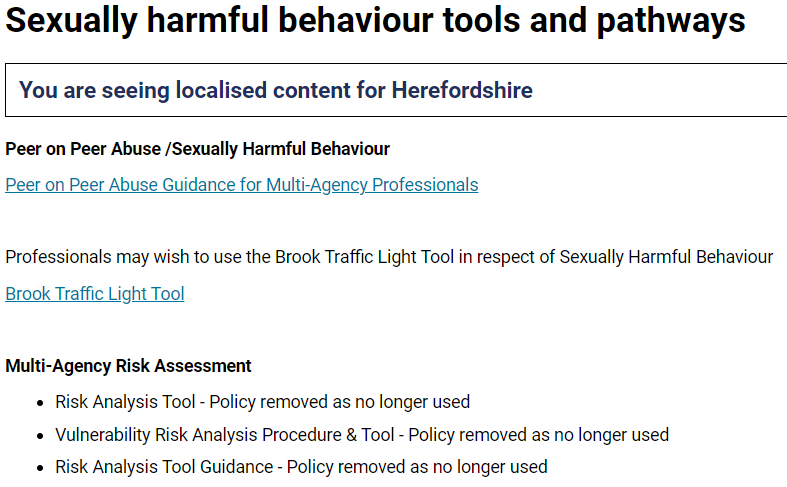 Sexually harmful behaviour tools and pathways
You are seeing localised content for Herefordshire
Peer on Peer Abuse /Sexually Harmful Behaviour
Peer on Peer Abuse Guidance for Multi-Agency Professionals
Professionals may wish to use the Brook Traffic Light Tool in respect of Sexually Harmful Behaviour
Brook Traffic Light Tool
Multi-Agency Risk Assessment
• Risk Analysis Tool - Policy removed as no longer used
• Vulnerability Risk Analysis Procedure & Tool - Policy removed as no longer used
• Risk Analysis Tool Guidance - Policy removed as no longer used